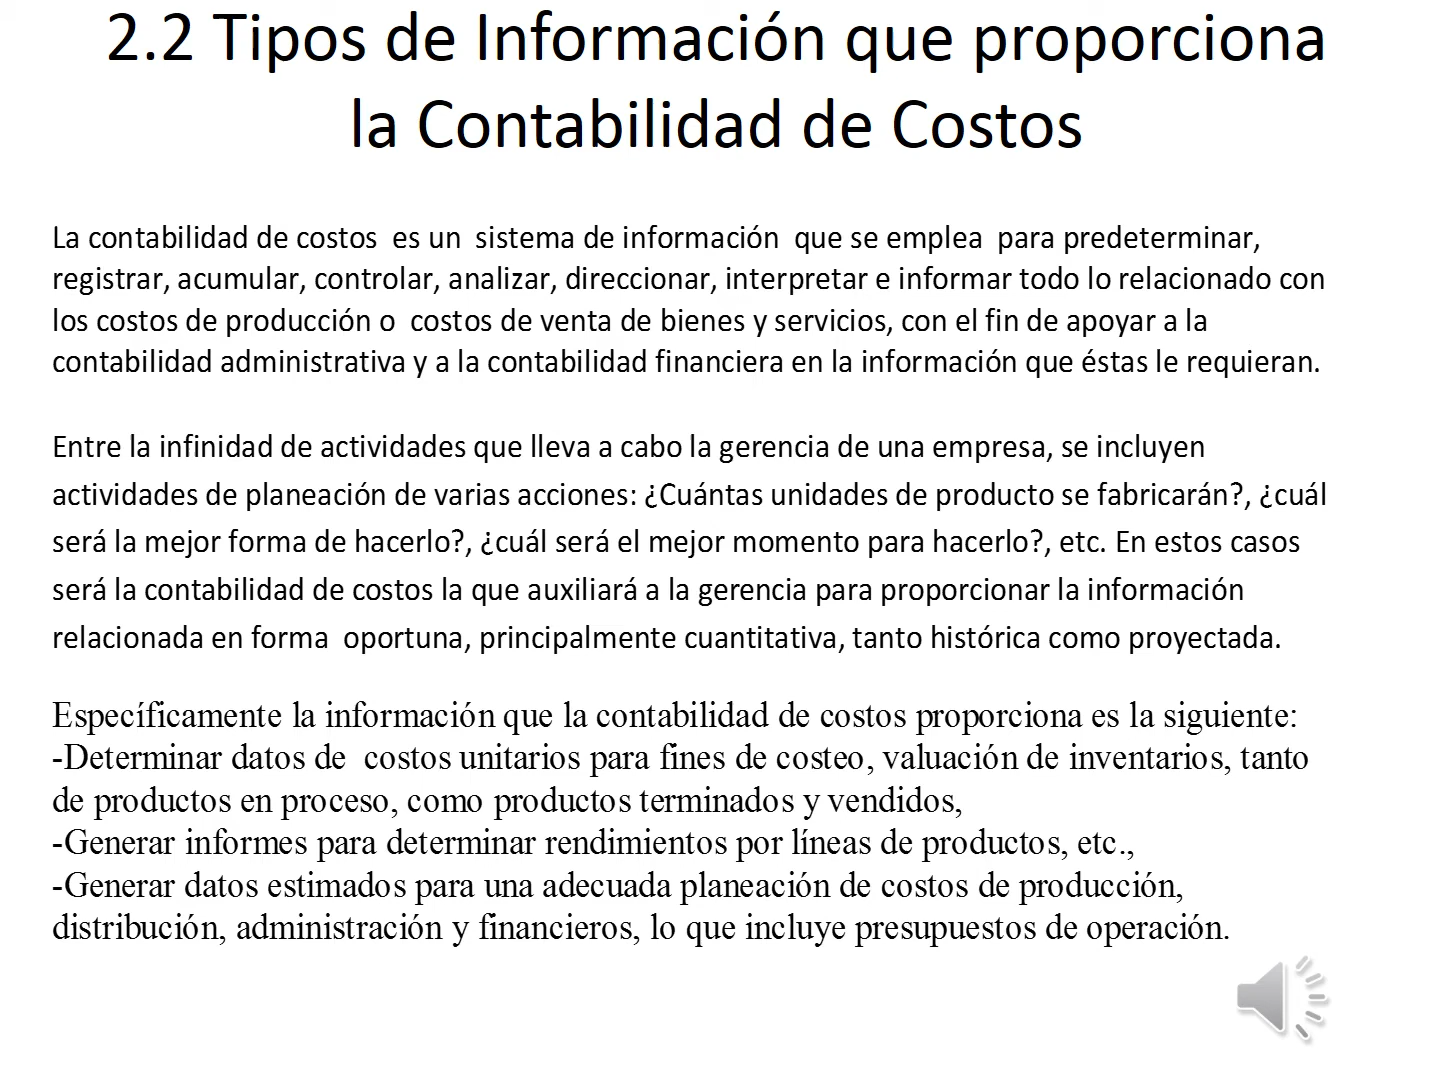 2.2 Tipos de Información que proporciona
la Contabilidad de Costos
La contabilidad de costos es un sistema de información que se emplea para predeterminar,
registrar, acumular, controlar, analizar, direccionar, interpretar e informar todo lo relacionado con
los costos de producción o costos de venta de bienes y servicios, con el fin de apoyar a la
contabilidad administrativa y a la contabilidad financiera en la información que éstas le requieran.
Entre la infinidad de actividades que lleva a cabo la gerencia de una empresa, se incluyen
actividades de planeación de varias acciones: ¿Cuántas unidades de producto se fabricarán?, ¿cuál
será la mejor forma de hacerlo?, ¿cuál será el mejor momento para hacerlo?, etc. En estos casos
será la contabilidad de costos la que auxiliará a la gerencia para proporcionar la información
relacionada en forma oportuna, principalmente cuantitativa, tanto histórica como proyectada.
Específicamente la información que la contabilidad de costos proporciona es la siguiente:
-Determinar datos de costos unitarios para fines de costeo, valuación de inventarios, tanto
de productos en proceso, como productos terminados y vendidos,
-Generar informes para determinar rendimientos por líneas de productos, etc.,
-Generar datos estimados para una adecuada planeación de costos de producción,
distribución, administración y financieros, lo que incluye presupuestos de operación.